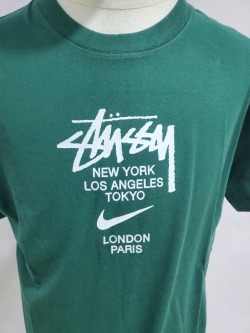 Stüssy
NEW YORK
LOS ANGELES
TOKYO
LONDON
PARIS